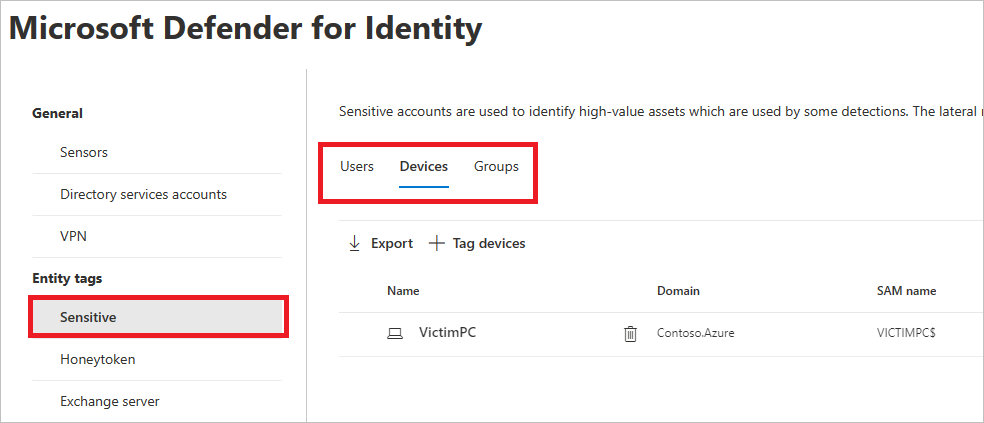 Microsoft Defender for Identity
General
Sensors
Directory services accounts
VPN
Entity tags
Sensitive
Honeytoken
Exchange server
Sensitive accounts are used to identify high-value assets which are used by some detections. The lateral
Users Devices Groups
Export Tag devices
Name Domain SAM name
VictimPC Contoso.Azure VICTIMPC$